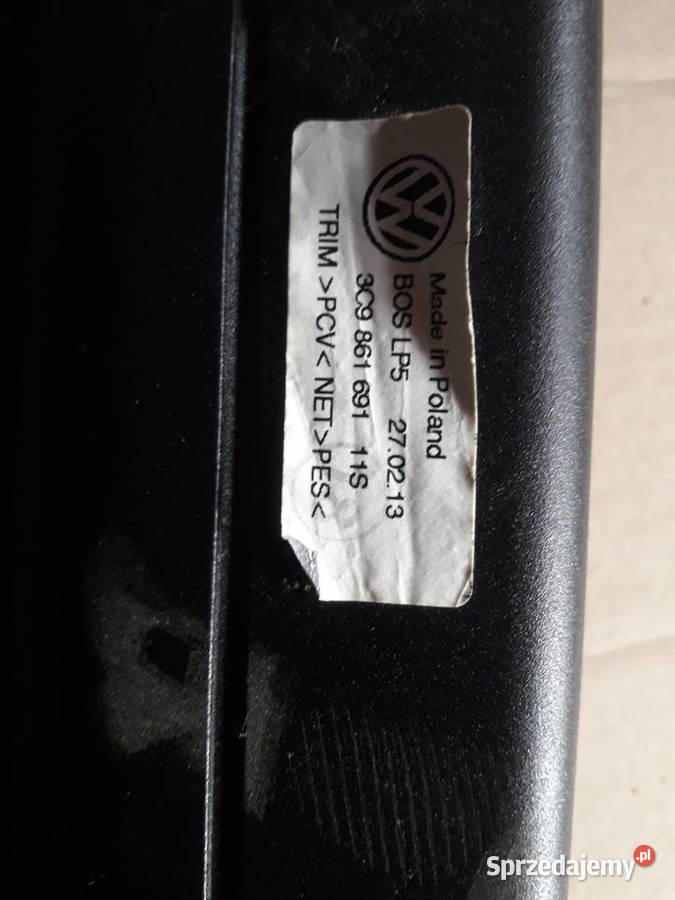 Made in Poland
BOS LP5 27.02.13
3C9 861 691 11S
TRIM >PCV< NET>PES<
Sprzedajemy.pl